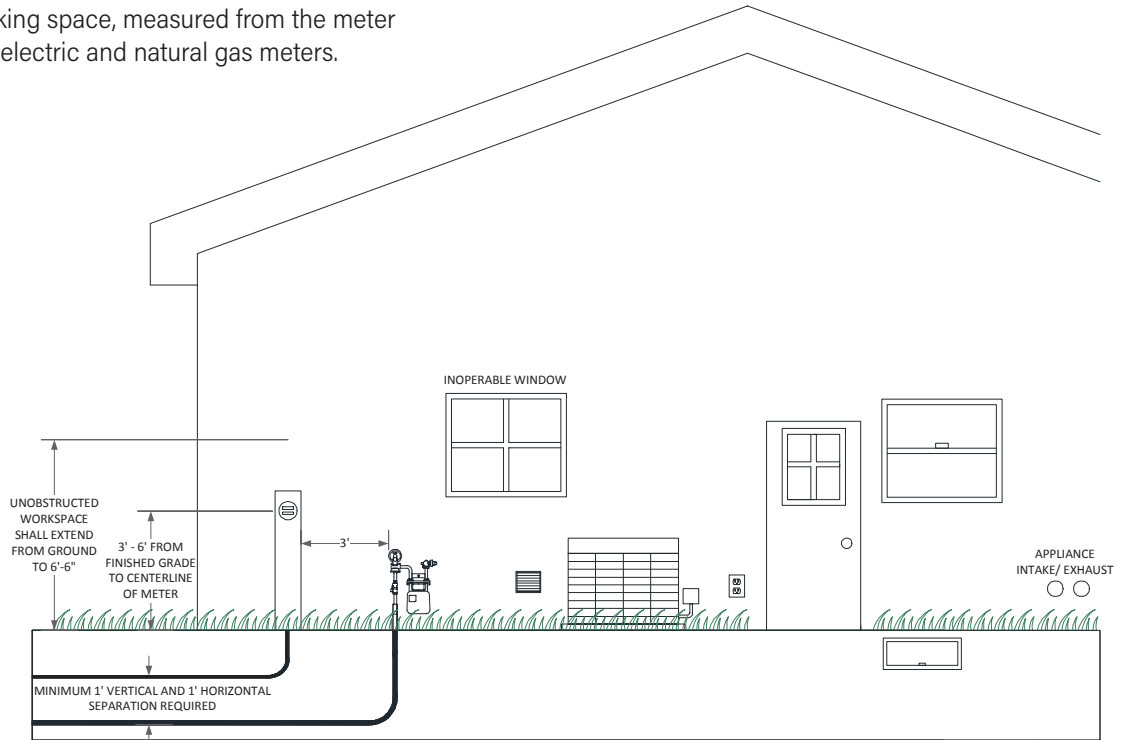 king space, measured from the meter
electric and natural gas meters.
INOPERABLE WINDOW
UNOBSTRUCTED
WORKSPACE
SHALL EXTEND
FROM GROUND
TO 6'-6"
3' - 6' FROM
FINISHED GRADE
TO CENTERLINE
OF METER
3'
APPLIANCE
INTAKE/ EXHAUST
MINIMUM 1' VERTICAL AND 1' HORIZONTAL
SEPARATION REQUIRED